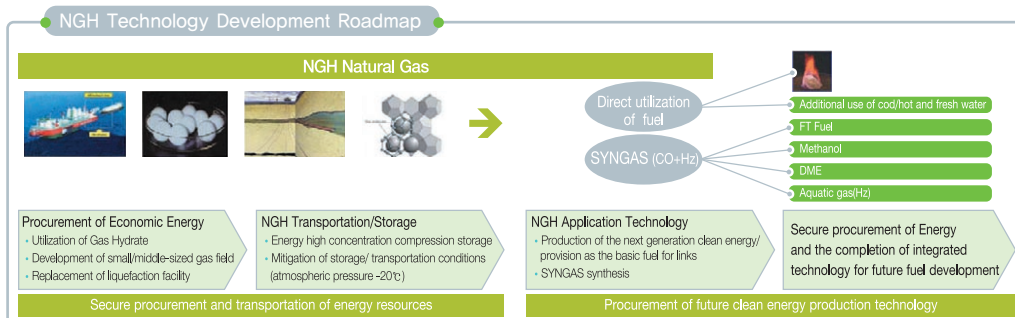 NGH Technology Development Roadmap
NGH Natural Gas
Direct utilization
of fuel
SYNGAS (CO+Hz)
Additional use of cod/hot and fresh water
FT Fuel
Methanol
DME
Aquatic gas(Hz)
Procurement of Economic Energy
• Utilization of Gas Hydrate
• Development of small/middle-sized gas field
• Replacement of liquefaction facility
NGH Transportation/Storage
• Energy high concentration compression storage
• Mitigation of storage/ transportation conditions
(atmospheric pressure -20℃)
NGH Application Technology
• Production of the next generation clean energy/
provision as the basic fuel for links
• SYNGAS synthesis
Secure procurement of Energy
and the completion of integrated
technology for future fuel development
Secure procurement and transportation of energy resources
Procurement of future clean energy production technology